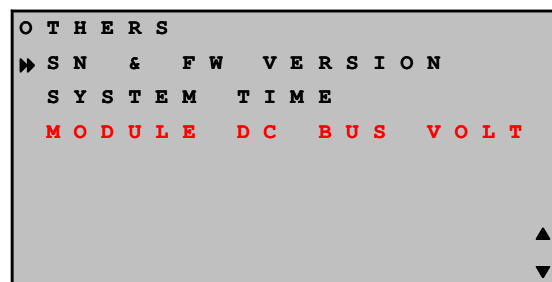 OTHERS
SN & FW VERSION
SYSTEM TIME
MODULE DC BUS VOLT